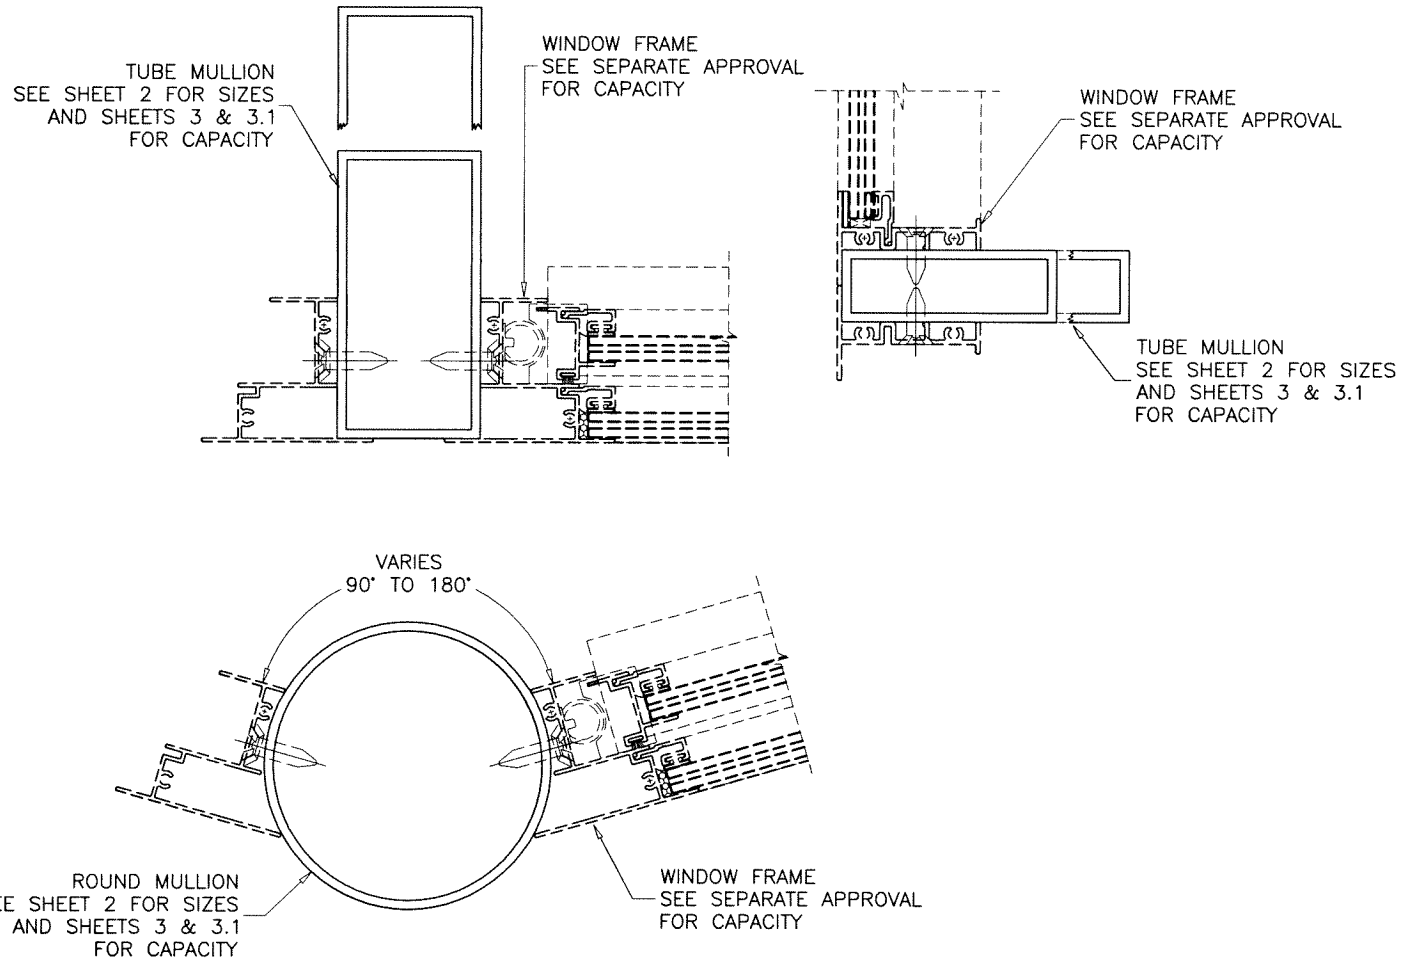 TUBE MULLION
SEE SHEET 2 FOR SIZES
AND SHEETS 3 & 3.1
FOR CAPACITY
WINDOW FRAME
SEE SEPARATE APPROVAL
FOR CAPACITY
WINDOW FRAME
SEE SEPARATE APPROVAL
FOR CAPACITY
TUBE MULLION
SEE SHEET 2 FOR SIZES
AND SHEETS 3 & 3.1
FOR CAPACITY
VARIES
90° TO 180°
ROUND MULLION
EE SHEET 2 FOR SIZES
AND SHEETS 3 & 3.1
FOR CAPACITY
WINDOW FRAME
SEE SEPARATE APPROVAL
FOR CAPACITY